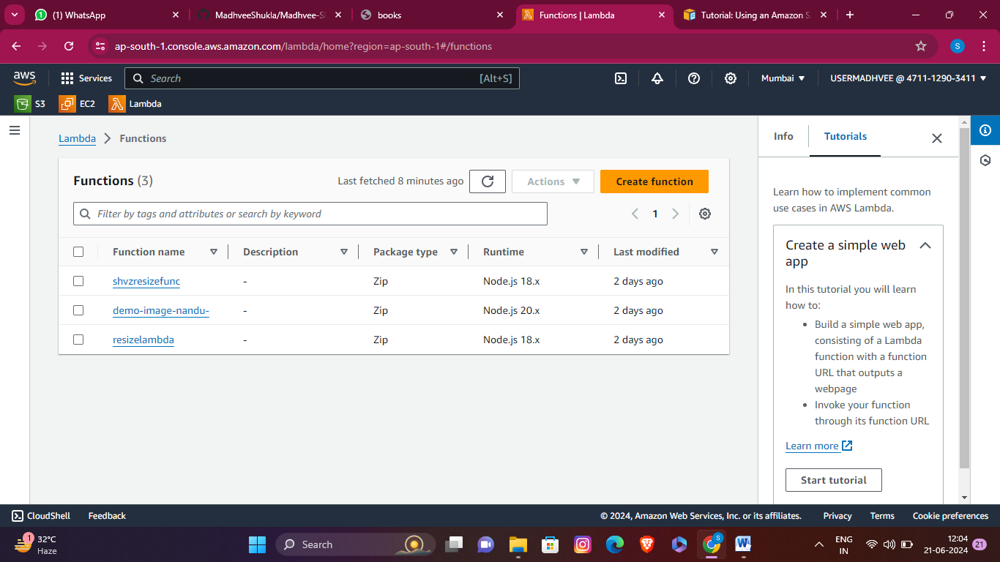 (1) WhatsApp
MadhveeShukla/Madhvee-S
books
Functions | Lambda
Tutorial: Using an Amazon S
ap-south-1.console.aws.amazon.com/lambda/home?region=ap-south-1#/functions
S
aws
Services
Search
[Alt+S]
Mumbai
USERMADHVEE @ 4711-1290-3411
S3
EC2
Lambda
Lambda
Functions
Functions (3)
Last fetched 8 minutes ago
Actions
Create function
Filter by tags and attributes or search by keyword
1
Function name Description Package type Runtime Last modified
shvzresizefunc - Zip Node.js 18.x 2 days ago
demo-image-nandu- - Zip Node.js 20.x 2 days ago
resizelambda - Zip Node.js 18.x 2 days ago
Info
Tutorials
Learn how to implement common
use cases in AWS Lambda.
Create a simple web
app
In this tutorial you will learn
how to:
• Build a simple web app,
consisting of a Lambda
function with a function
URL that outputs a
webpage
• Invoke your function
through its function URL
Learn more
Start tutorial
CloudShell
Feedback
© 2024, Amazon Web Services, Inc. or its affiliates.
Privacy
Terms
Cookie preferences
1
32°C
Haze
Search
S
W
ENG
IN
12:04
21-06-2024
21